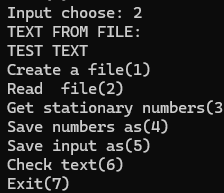 Input choose: 2
TEXT FROM FILE:
TEST TEXT
Create a file(1)
Read  file(2)
Get stationary numbers(3
Save numbers as(4)
Save input as(5)
Check text(6)
Exit(7)